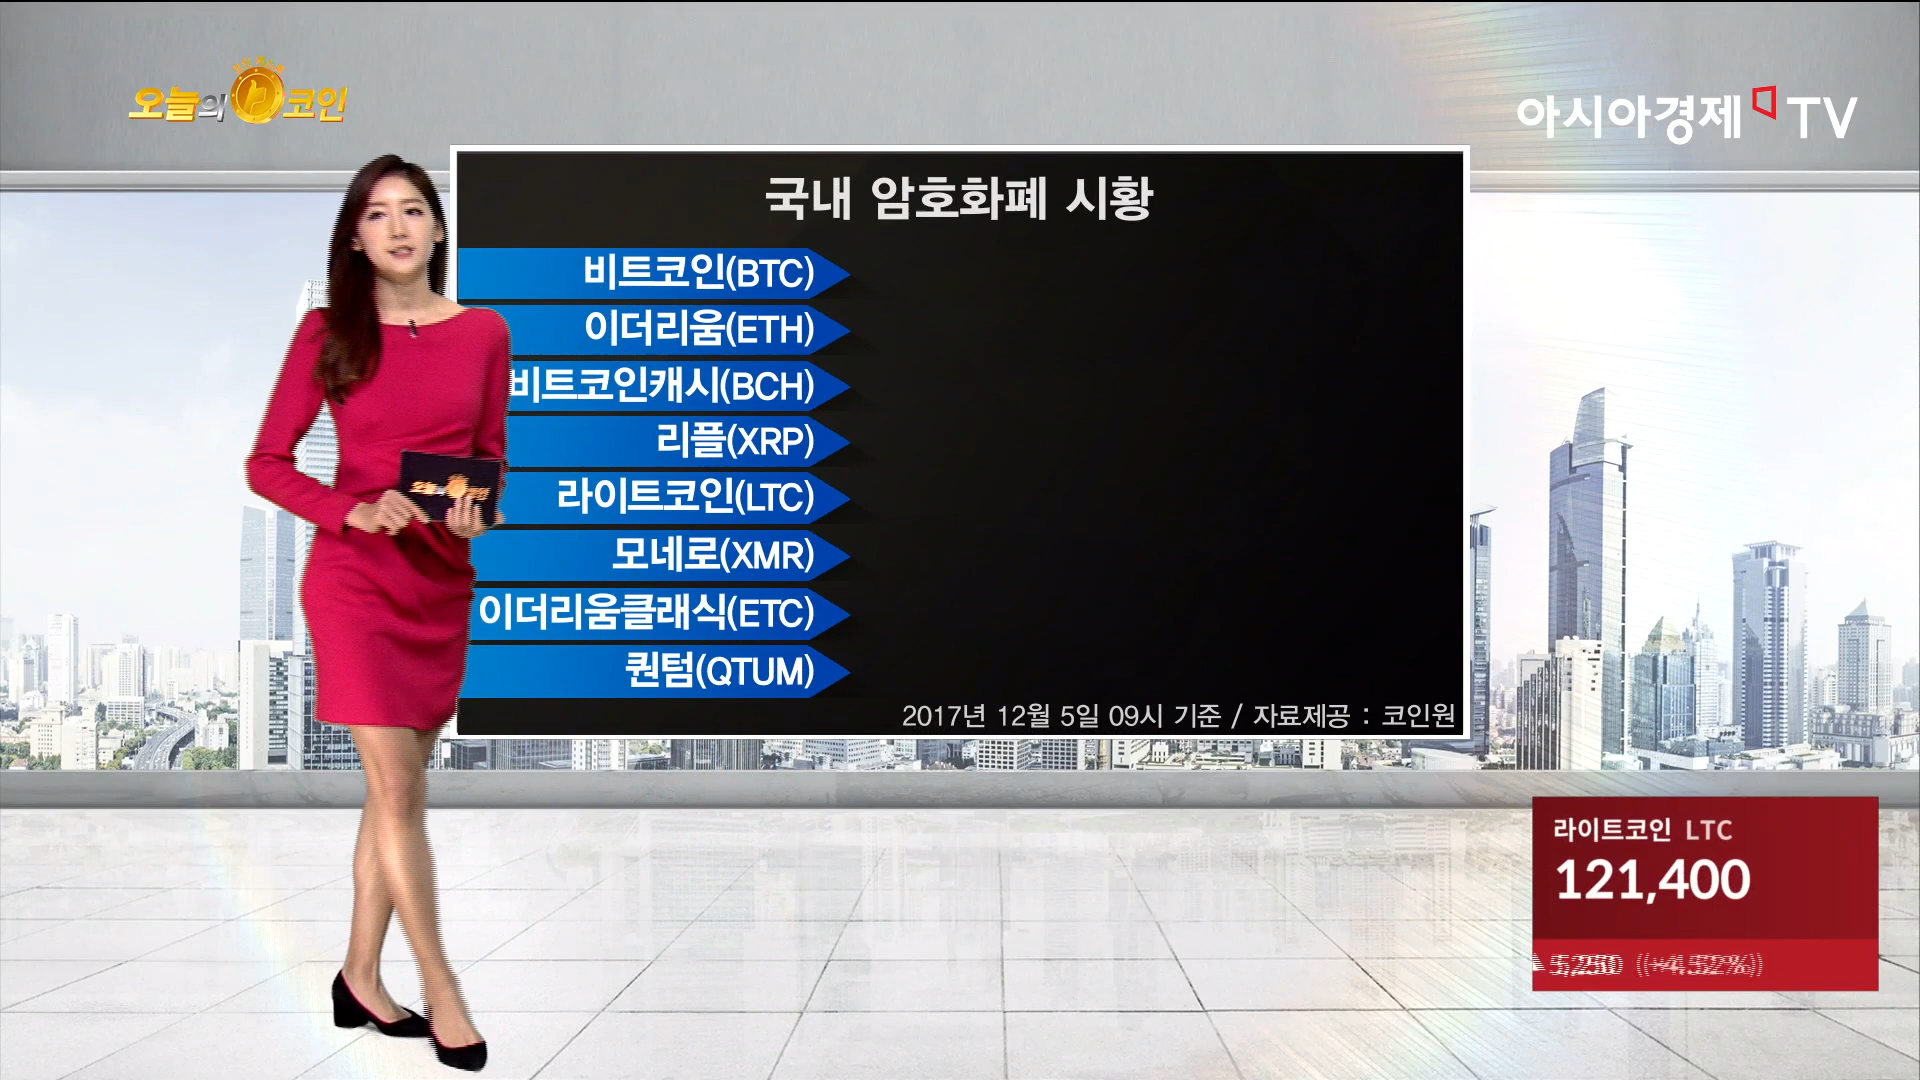 오늘의 코인
아시아경제TV
국내 암호화폐 시황
비트코인(BTC)
이더리움(ETH)
비트코인캐시(BCH)
리플(XRP)
라이트코인(LTC)
모네로(XMR)
이더리움클래식(ETC)
퀀텀(QTUM)
2017년 12월 5일 09시 기준 / 자료제공 : 코인원
라이트코인 LTC
121,400
▲ 5,250 (+4.52%)